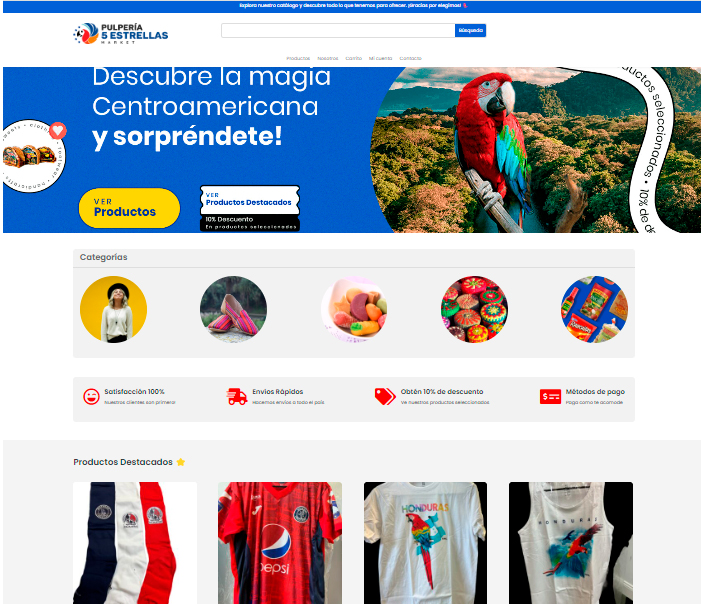 Explora nuestro catálogo y descubre todo lo que tenemos para ofrecer. ¡Gracias por elegirnos!
PULPERÍA
5 ESTRELLAS
MARKET
Búsqueda
Productos Nosotros Carrito Mi cuenta Contacto
Descubre la magia
Centroamericana
y sorpréndete!
VER
Productos
VER
Productos Destacados
10% Descuento
En productos seleccionados
productos seleccionados • 10% de de
Categorías
Satisfacción 100%
Nuestros clientes son primero!
Envíos Rápidos
Hacemos envíos a todo el país
Obtén 10% de descuento
Ve nuestros productos seleccionados
Métodos de pago
Paga como te acomode
Productos Destacados
pepsi
HONDURAS
HONDURAS